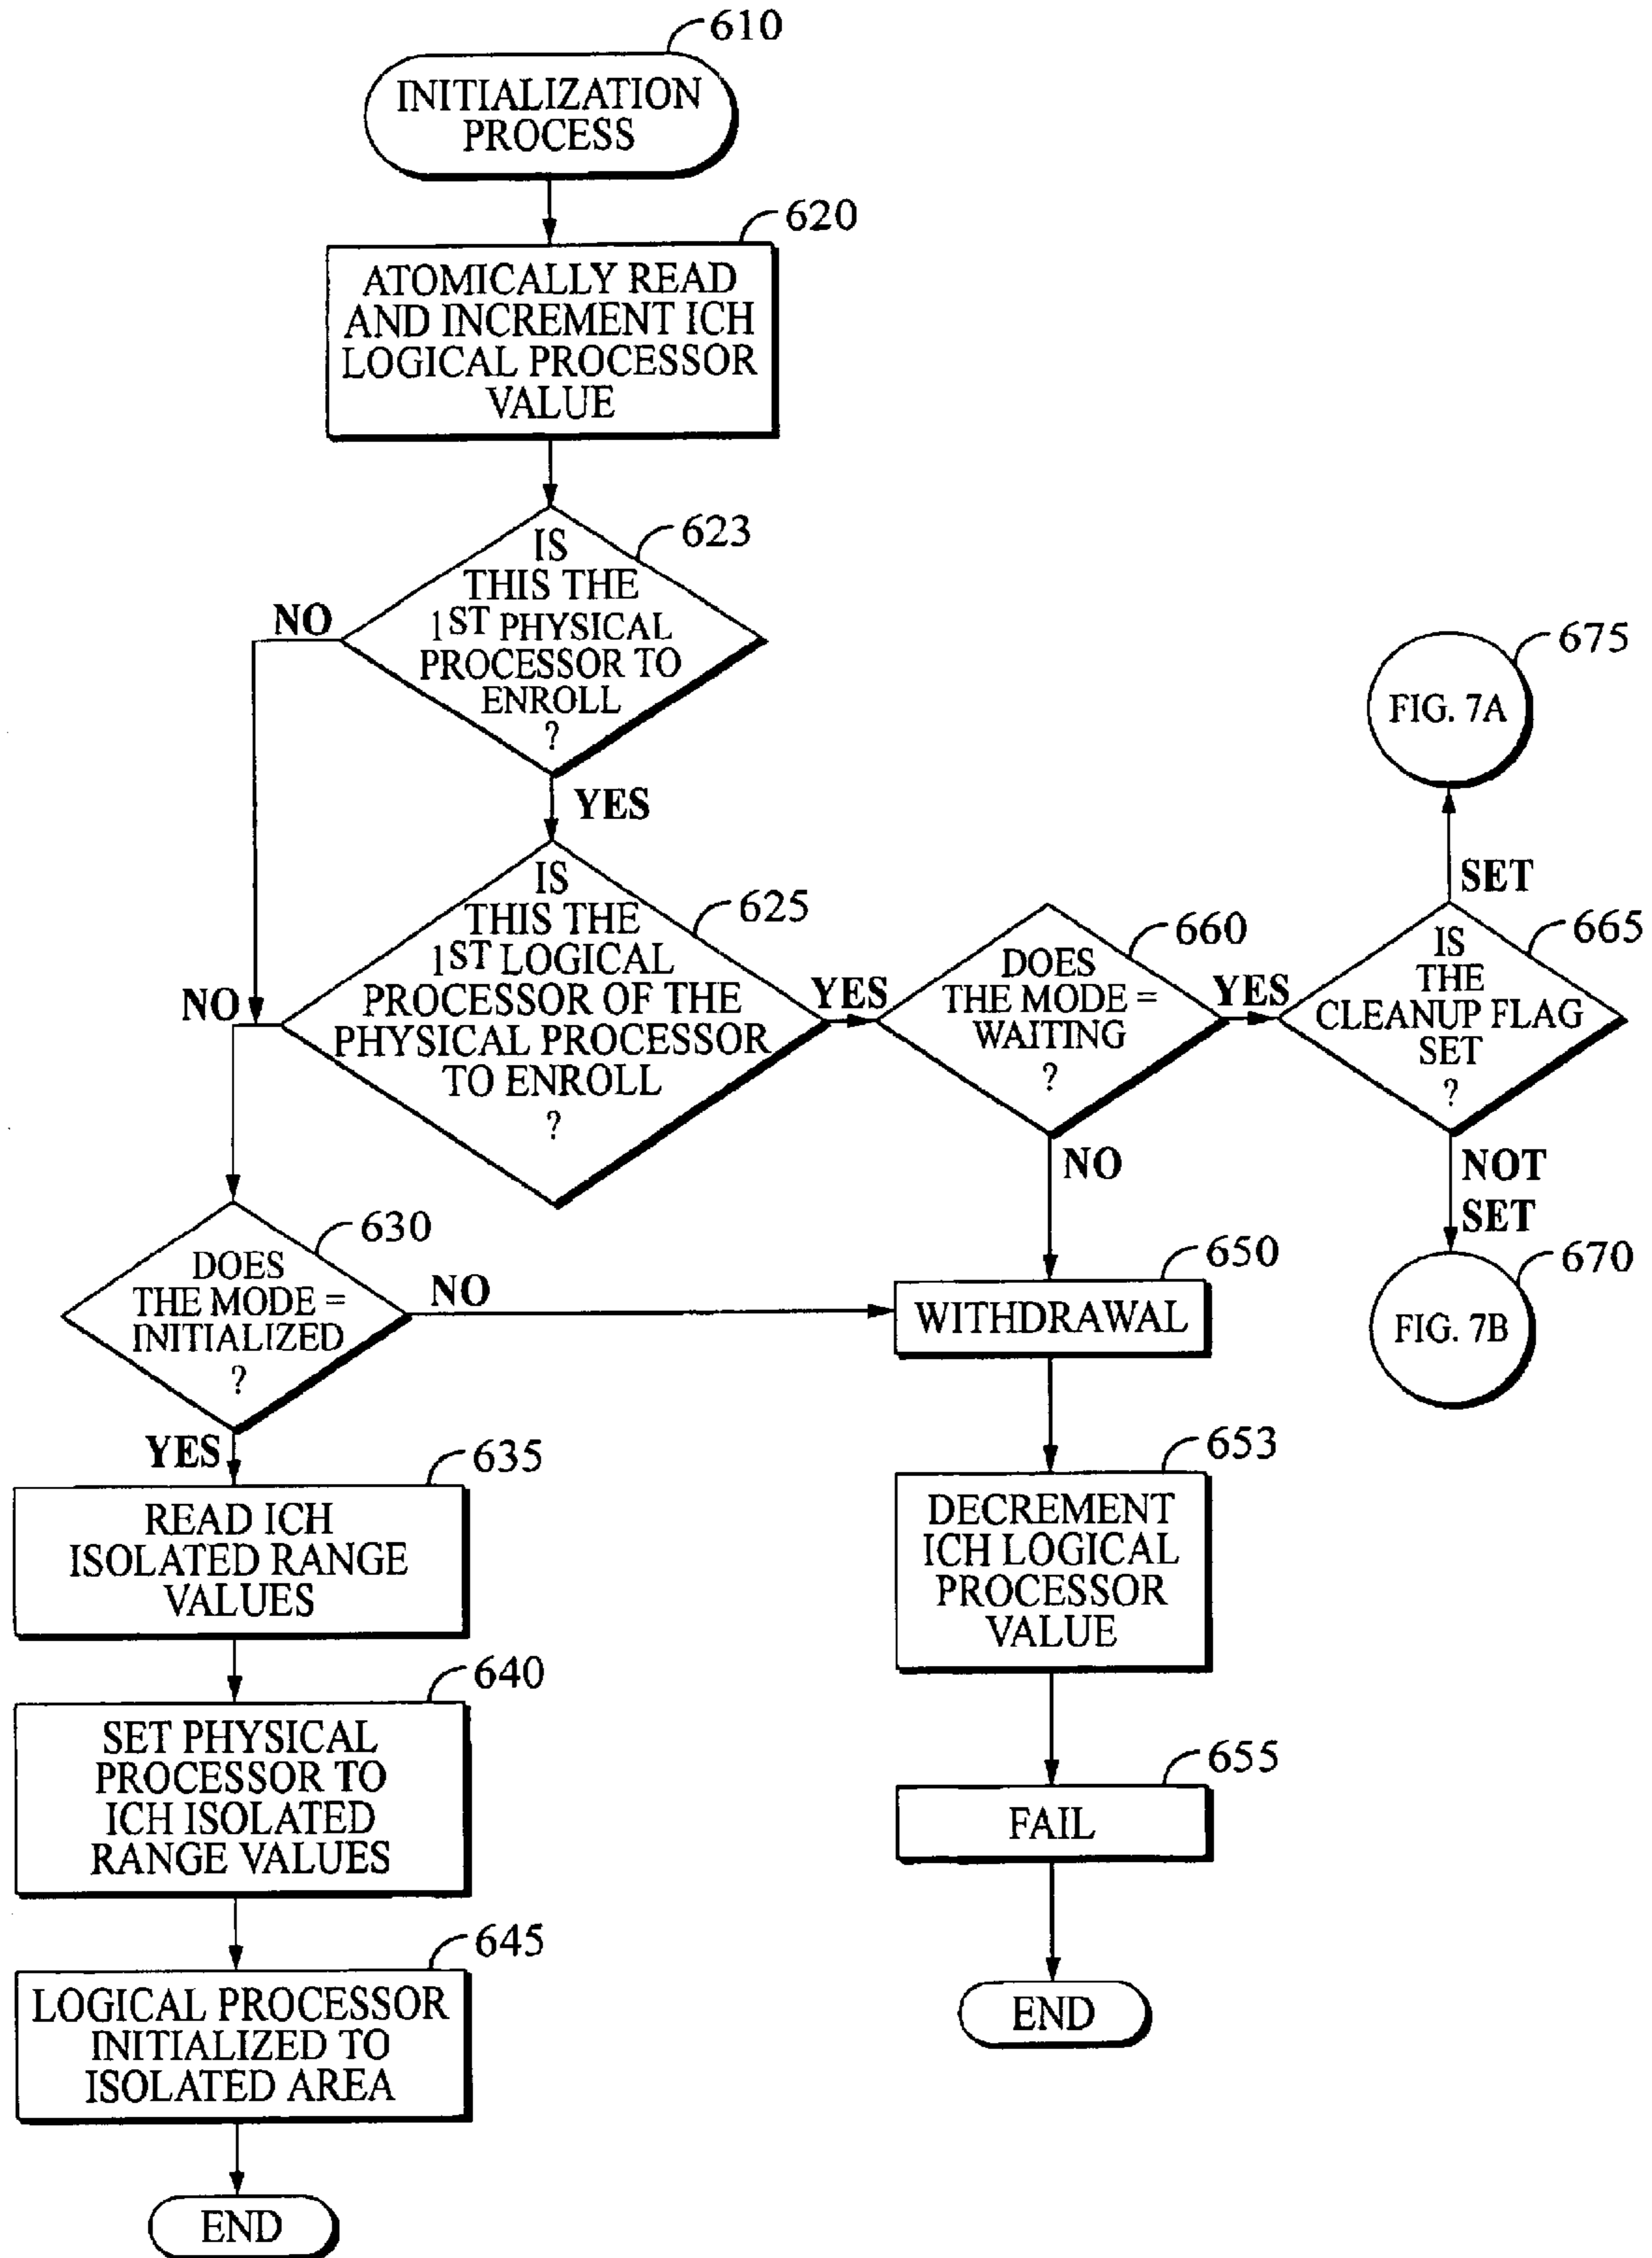 610
INITIALIZATION
PROCESS
620
ATOMICALLY READ
AND INCREMENT ICH
LOGICAL PROCESSOR
VALUE
623
IS
THIS THE
1ST PHYSICAL
PROCESSOR TO
ENROLL
?
NO
YES
675
FIG. 7A
SET
625
IS
THIS THE
1ST LOGICAL
PROCESSOR OF THE
PHYSICAL PROCESSOR
TO ENROLL
?
NO
YES
660
DOES
THE MODE =
WAITING
?
YES
NO
665
IS
THE
CLEANUP FLAG
SET
?
NOT
SET
670
FIG. 7B
630
DOES
THE MODE =
INITIALIZED
?
NO
YES
650
WITHDRAWAL
635
READ ICH
ISOLATED RANGE
VALUES
653
DECREMENT
ICH LOGICAL
PROCESSOR
VALUE
640
SET PHYSICAL
PROCESSOR TO
ICH ISOLATED
RANGE VALUES
655
FAIL
645
LOGICAL PROCESSOR
INITIALIZED TO
ISOLATED AREA
END
END